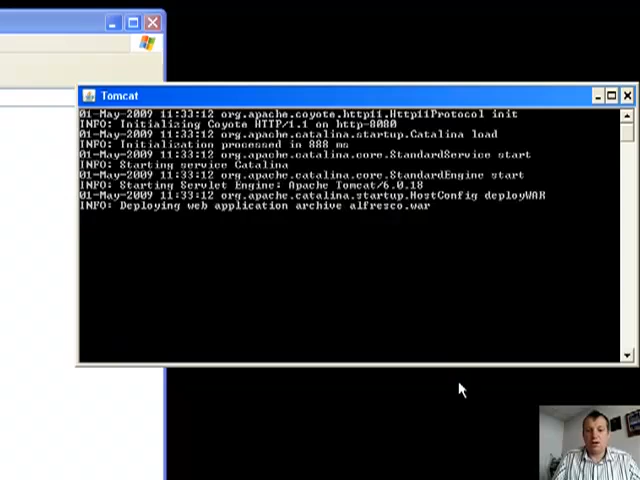 Tomcat
01-May-2009 11:33:12 org.apache.coyote.http11.Http11Protocol init
INFO: Initializing Coyote HTTP/1.1 on http-8080
01-May-2009 11:33:12 org.apache.catalina.startup.Catalina load
INFO: Initialization processed in 888 ms
01-May-2009 11:33:12 org.apache.catalina.core.StandardService start
INFO: Starting service Catalina
01-May-2009 11:33:12 org.apache.catalina.core.StandardEngine start
INFO: Starting Servlet Engine: Apache Tomcat/6.0.18
01-May-2009 11:33:12 org.apache.catalina.startup.HostConfig deployWAR
INFO: Deploying web application archive alfresco.war